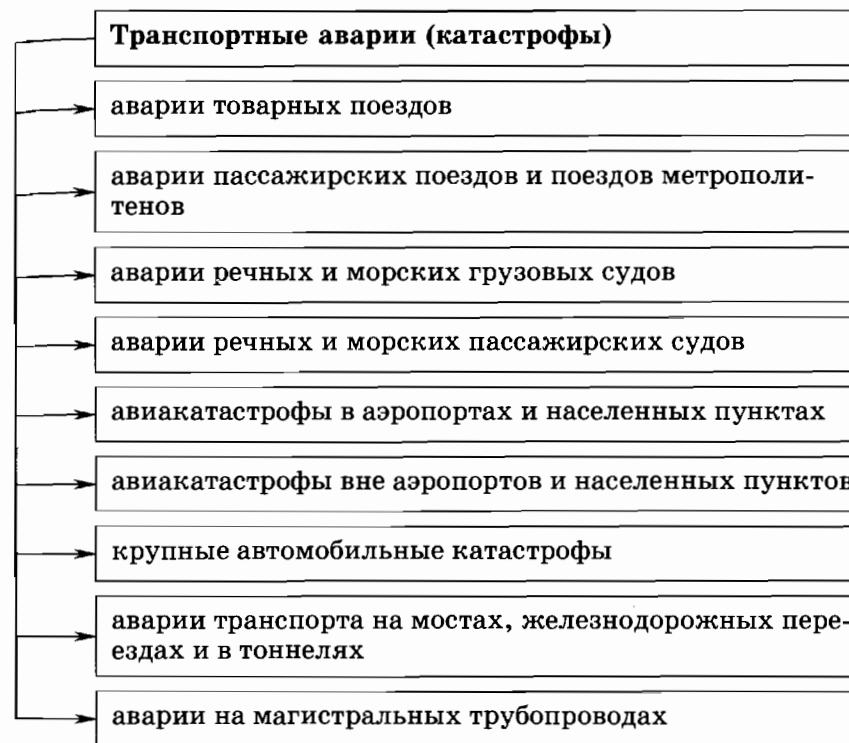 Транспортные аварии (катастрофы)
аварии товарных поездов
аварии пассажирских поездов и поездов метрополи-
тенов
аварии речных и морских грузовых судов
аварии речных и морских пассажирских судов
авиакатастрофы в аэропортах и населенных пунктах
авиакатастрофы вне аэропортов и населенных пунктов
крупные автомобильные катастрофы
аварии транспорта на мостах, железнодорожных пере-
ездах и в тоннелях
аварии на магистральных трубопроводах